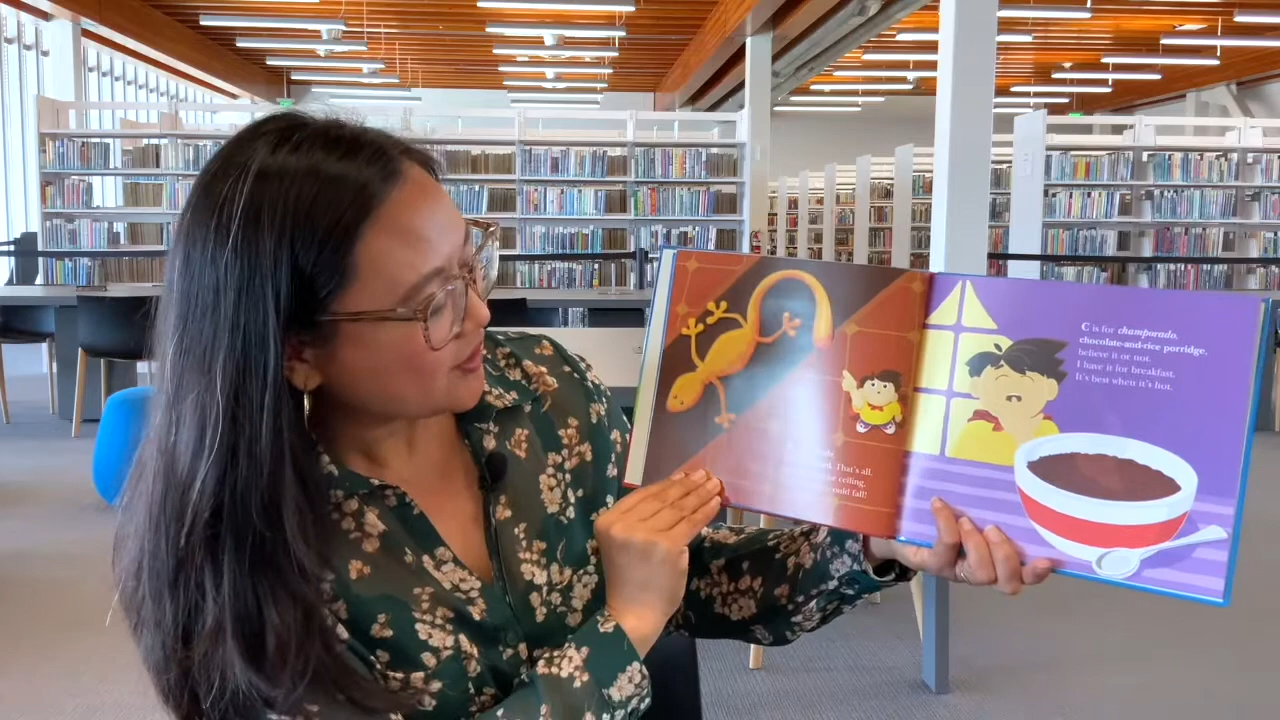 That's all.
ceiling,
could fall!
C is for champorado,
chocolate-and-rice porridge,
believe it or not.
I have it for breakfast.
It's best when it's hot.